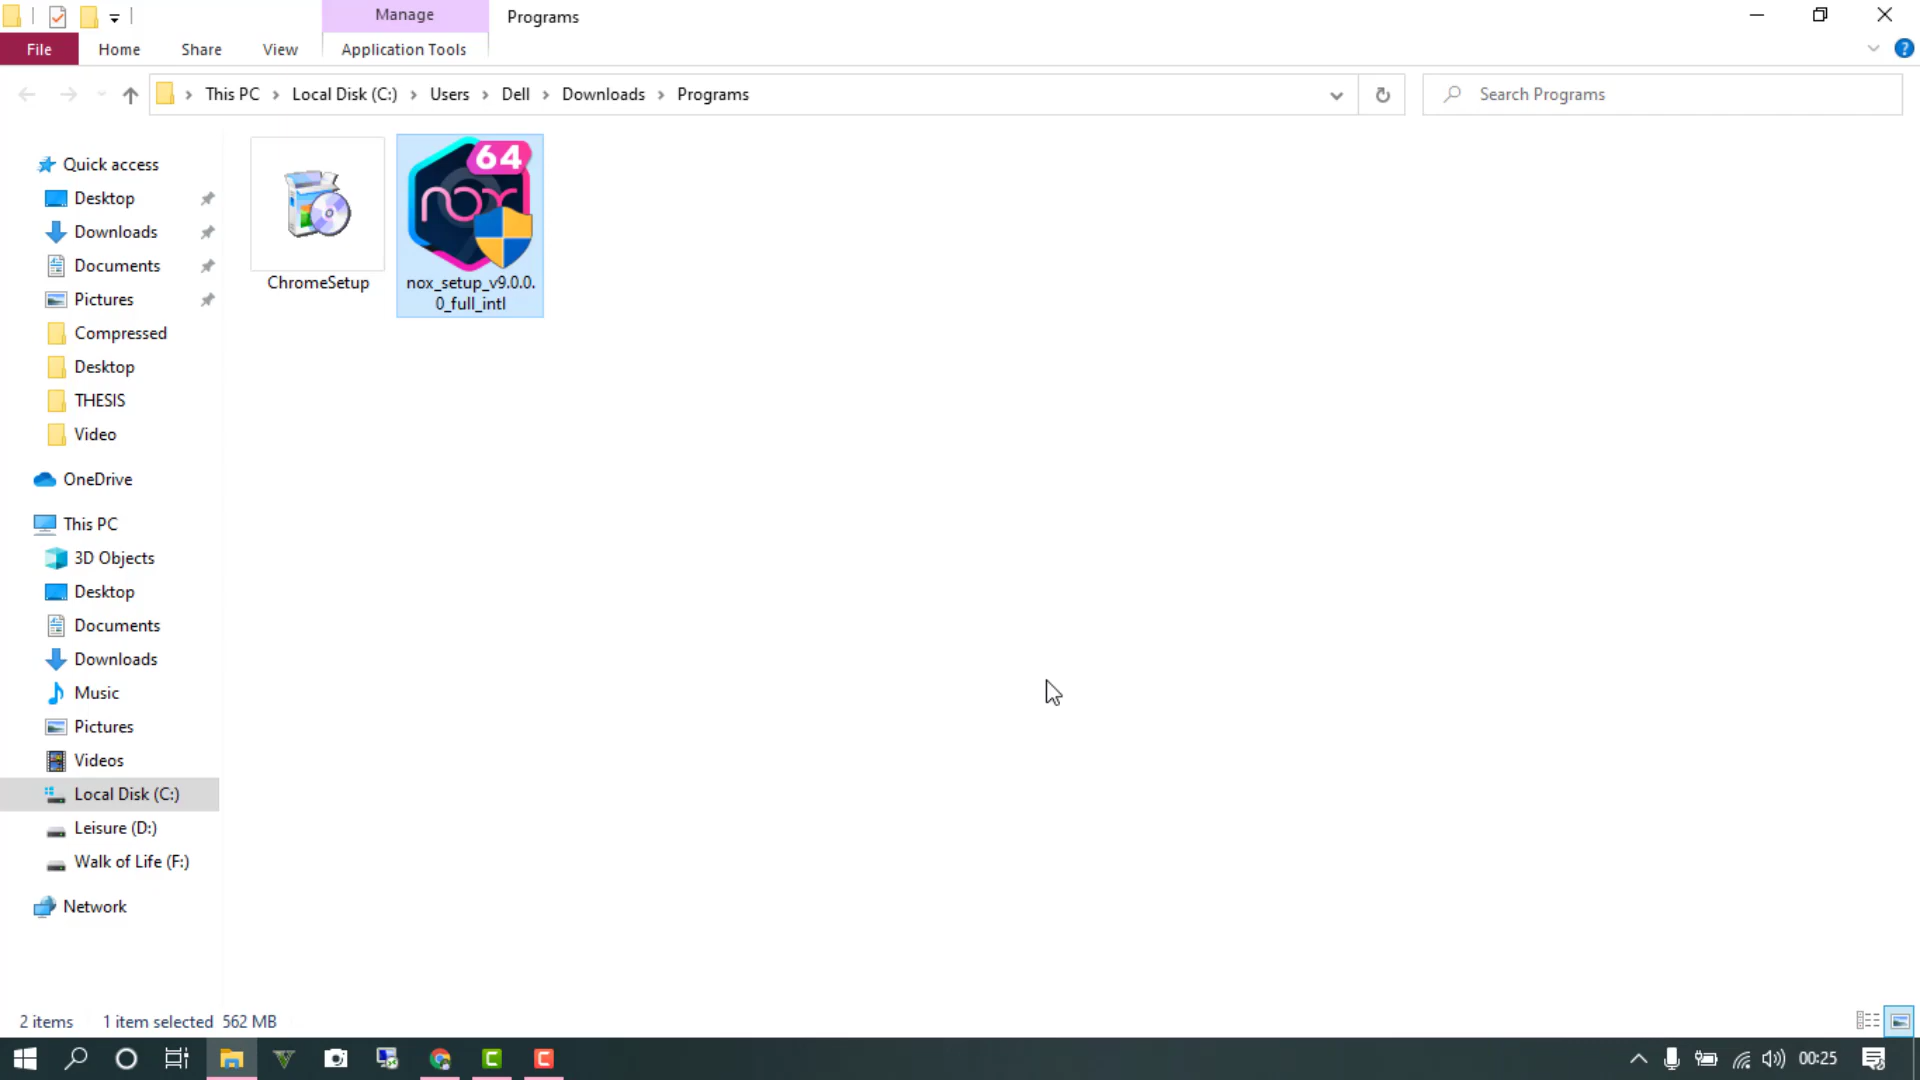 Manage
Programs
File
Home
Share
View
Application Tools
This PC
Local Disk (C:)
Users
Dell
Downloads
Programs
Search Programs
Quick access
Desktop
Downloads
Documents
Pictures
Compressed
Desktop
THESIS
Video
OneDrive
This PC
3D Objects
Desktop
Documents
Downloads
Music
Pictures
Videos
Local Disk (C:)
Leisure (D:)
Walk of Life (F:)
Network
ChromeSetup
64
nox
nox_setup_v9.0.0.
0_full_intl
2 items
1 item selected 562 MB
00:25